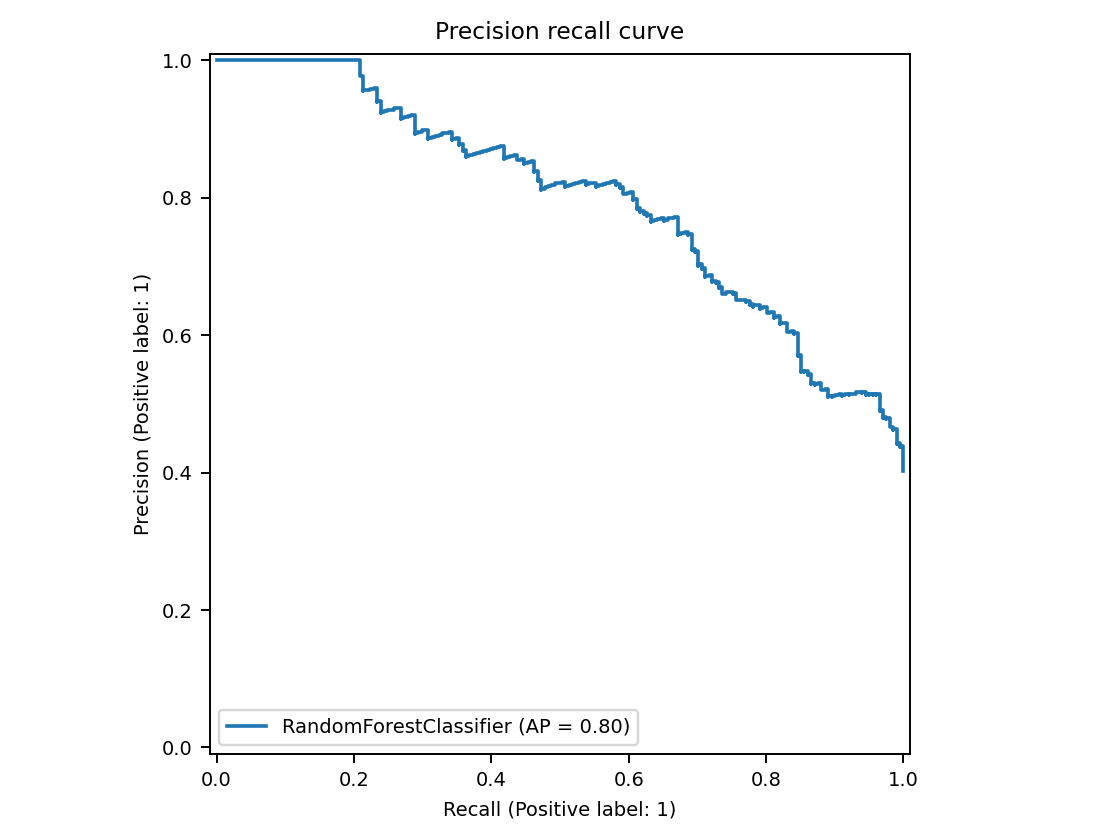 Precision recall curve
1.0
0.8
0.6
0.4
0.2
0.0
Precision (Positive label: 1)
RandomForestClassifier (AP = 0.80)
0.0 0.2 0.4 0.6 0.8 1.0
Recall (Positive label: 1)